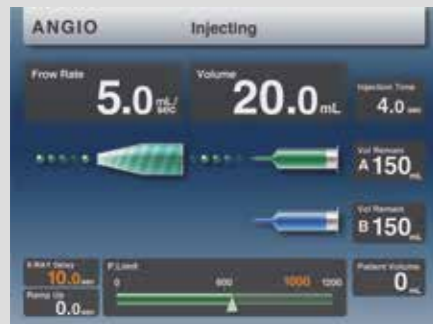 ANGIO Injecting
Frow Rate
5.0 mL/sec
Volume
20.0 mL
Injection Time
4.0 sec
Vol Remain
A 150 mL
Vol Remain
B 150 mL
X-RAY Delay
10.0 sec
P.Limit
0 600 1000 1200
Patient Volume
0 mL
Ramp Up
0.0 sec